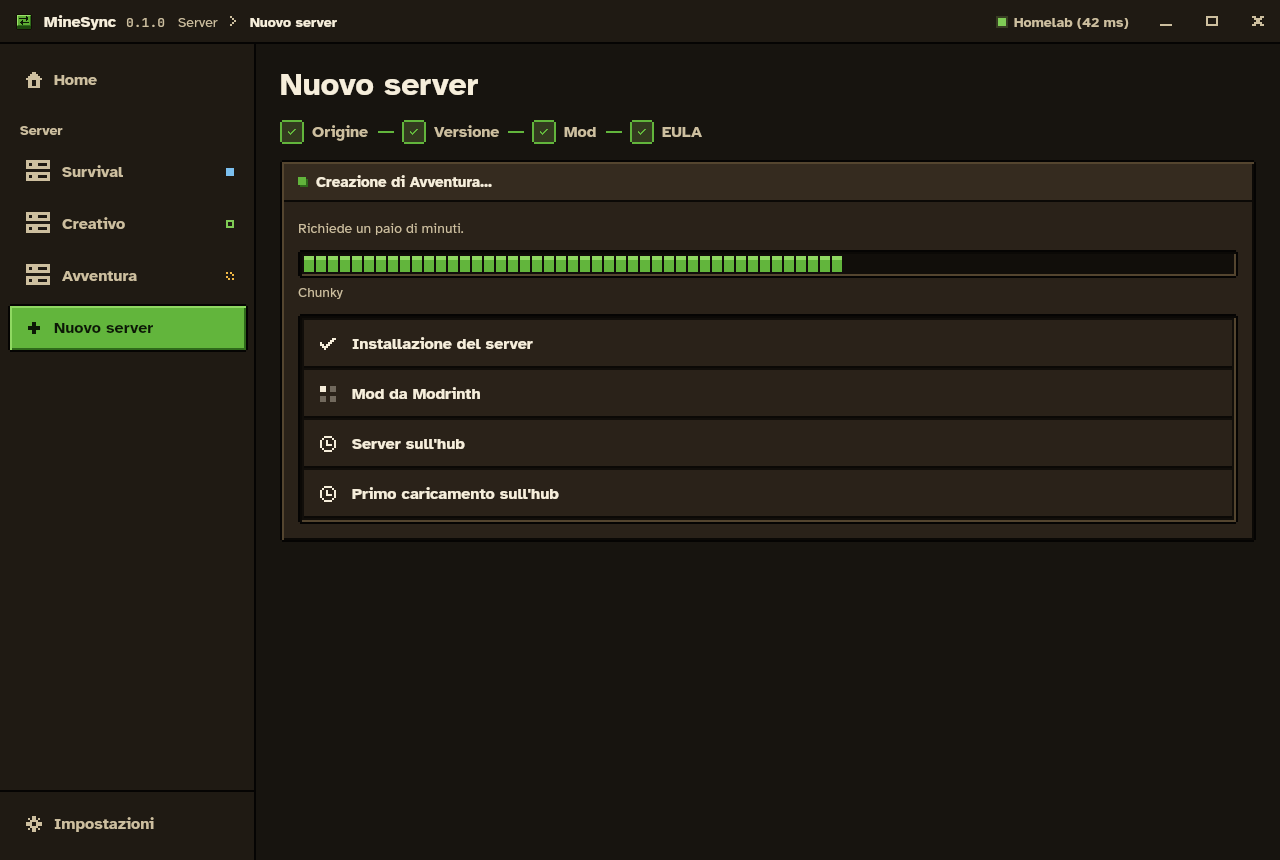 MineSync 0.1.0 Server Nuovo server
Homelab (42 ms)
Home
Server
Survival
Creativo
Avventura
Nuovo server
Impostazioni
Nuovo server
Origine Versione Mod EULA
Creazione di Avventura...
Richiede un paio di minuti.
Chunky
Installazione del server
Mod da Modrinth
Server sull'hub
Primo caricamento sull'hub